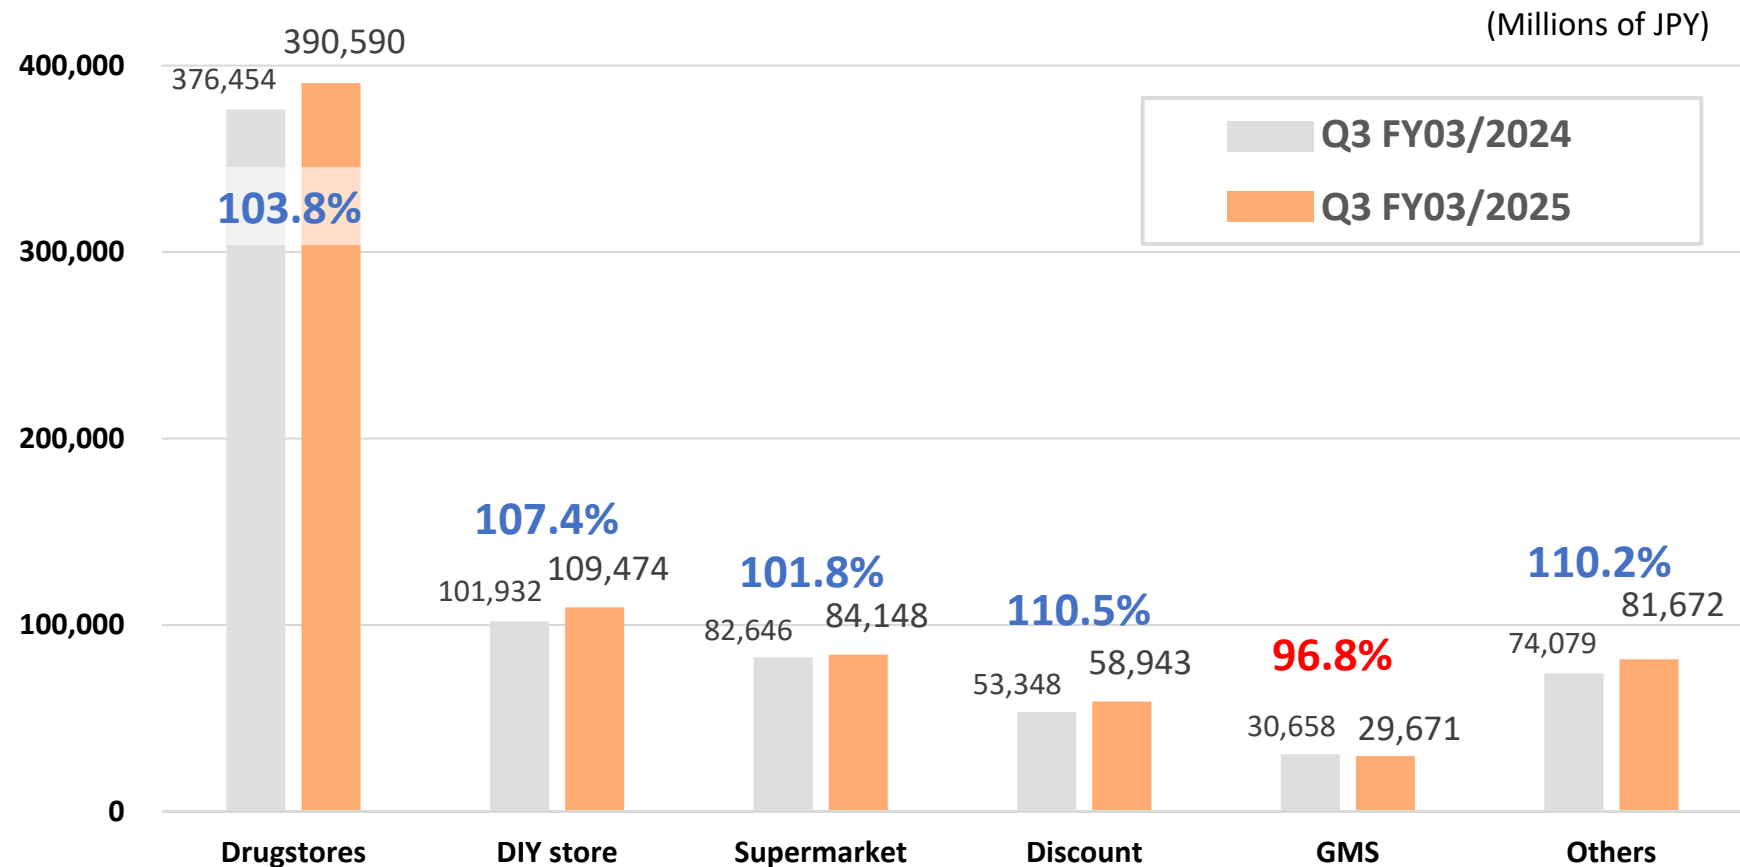 (Millions of JPY)
Q3 FY03/2024
Q3 FY03/2025
400,000
300,000
200,000
100,000
0
376,454
390,590
103.8%
107.4%
101,932
109,474
101.8%
82,646
84,148
110.5%
53,348
58,943
96.8%
30,658
29,671
110.2%
74,079
81,672
Drugstores
DIY store
Supermarket
Discount
GMS
Others